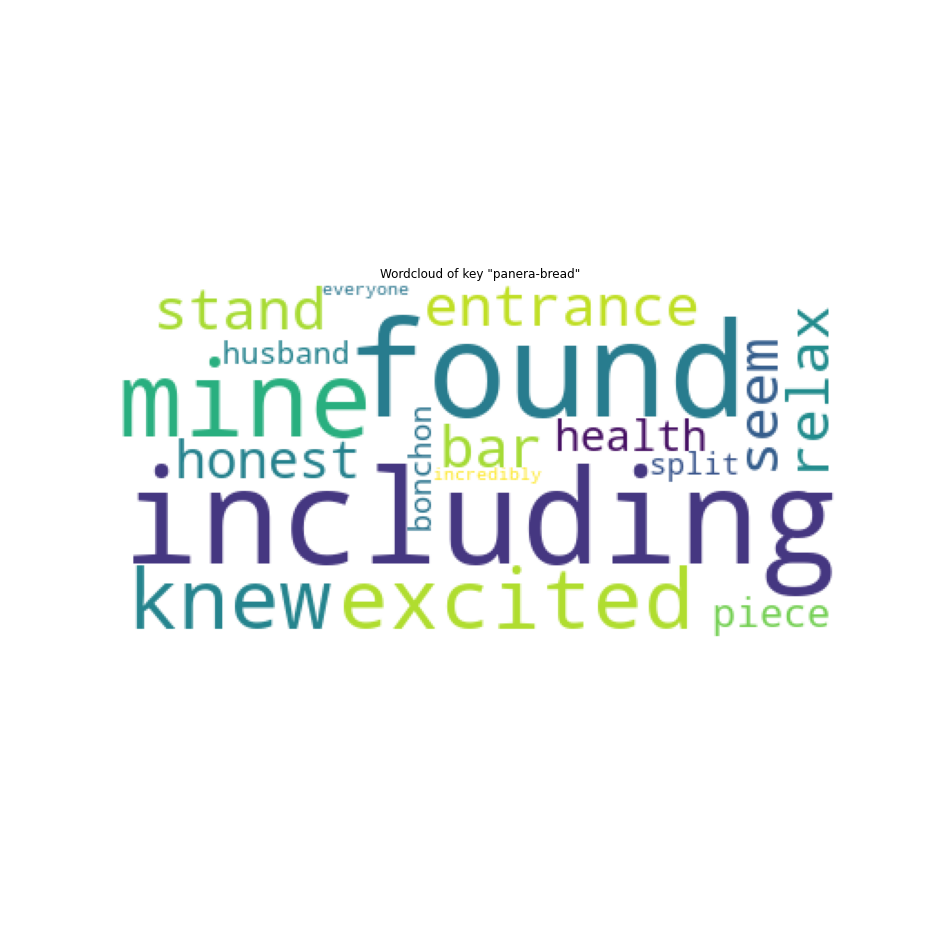 Wordcloud of key "panera-bread"
everyone
stand
entrance
relax
husband
found
seem
mine
bonchon
bar
health
honest
split
incredibly
including
knew
excited
piece